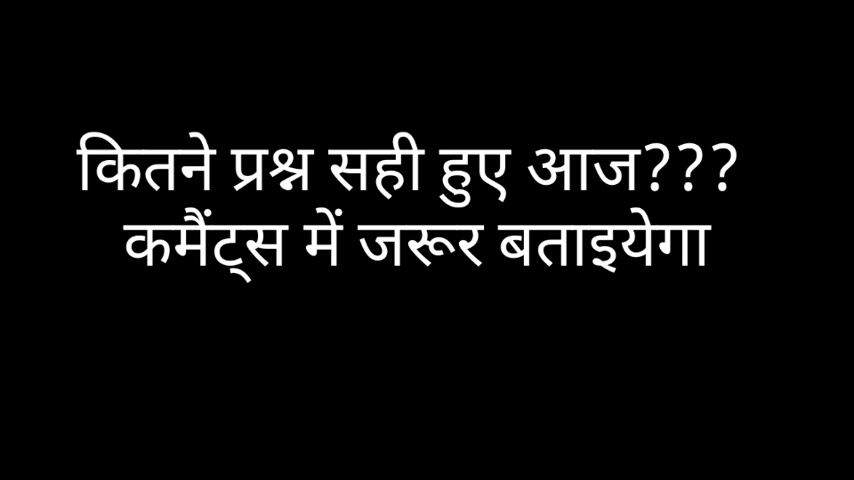 कितने प्रश्न सही हुए आज???
कमैंट्स में जरूर बताइयेगा